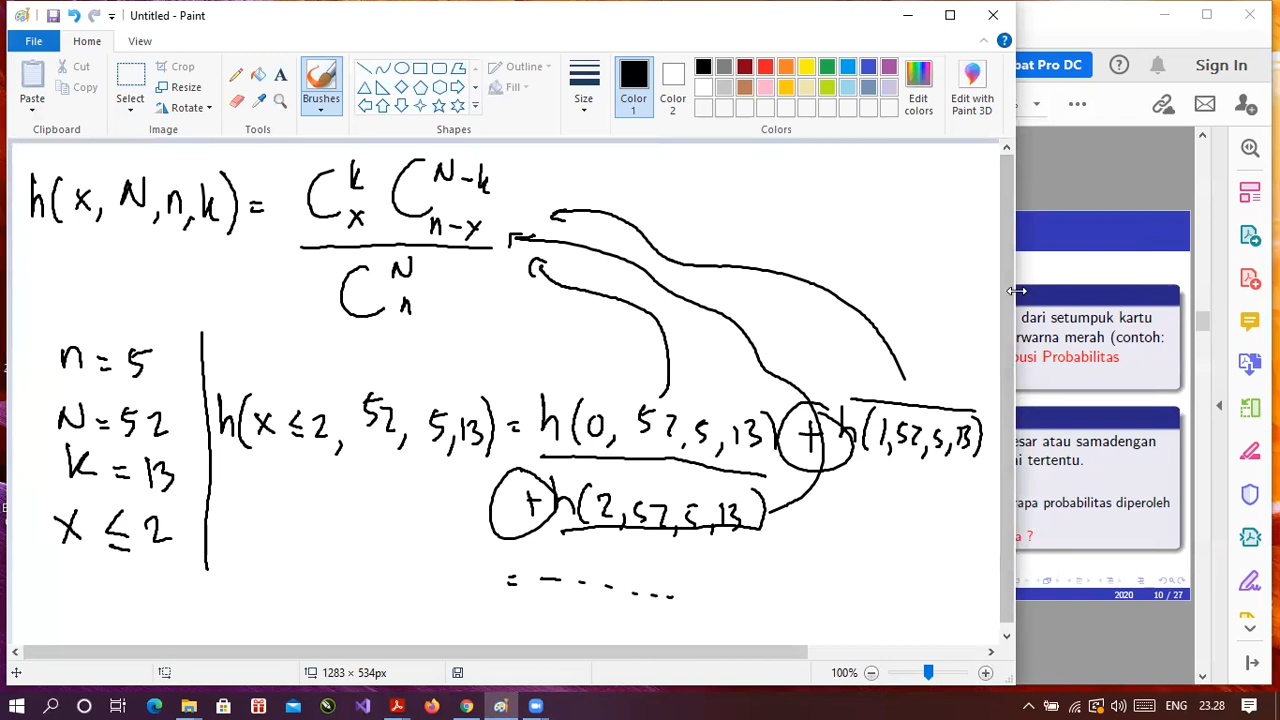 Untitled - Paint
File Home View
Paste
Cut
Copy
Clipboard
Select
Crop
Resize
Rotate
Image
Tools
Brushes
Outline
Fill
Shapes
Size
Color 1
Color 2
Edit colors
Colors
Edit with Paint 3D
bat Pro DC
Sign In
h(x, N, n, k) =
C k x C N-k n-x
C N n
n = 5
N = 52
k = 13
x ≤ 2
h(x ≤ 2, 52, 5, 13) = h(0, 52, 5, 13) + h(1, 52, 5, 13)
+ h(2, 52, 5, 13)
= - . . . . .
dari setumpuk kartu
rwarna merah (contoh:
busi Probabilitas
esar atau samadengan
ai tertentu.
rapa probabilitas diperoleh
a ?
2020 10 / 27
1283 × 534px
100%
ENG 23.28